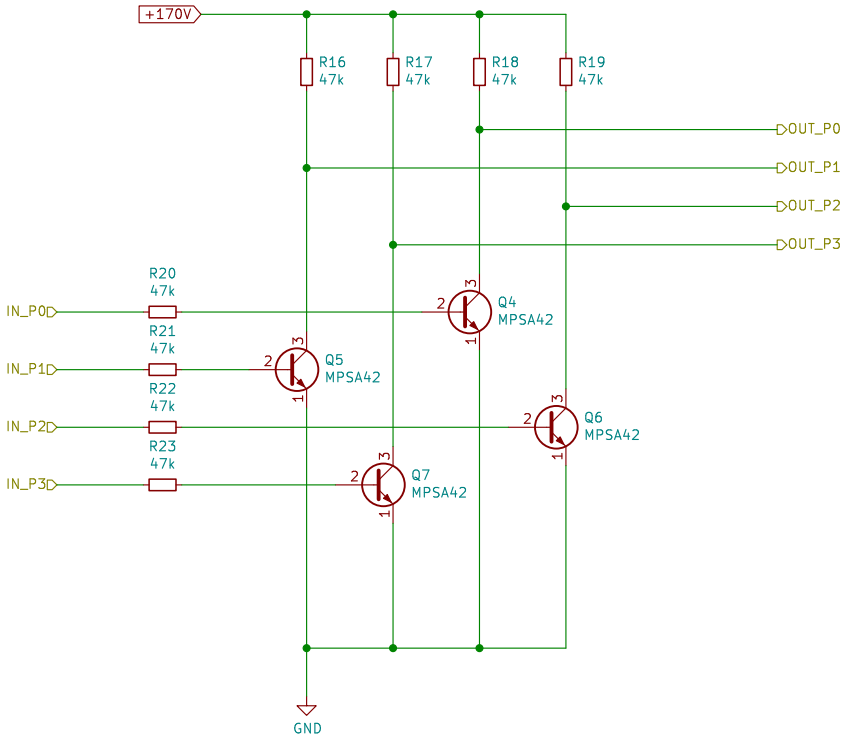 +170V
R16
47k
R17
47k
R18
47k
R19
47k
OUT_P0
OUT_P1
OUT_P2
OUT_P3
R20
47k
IN_P0
2
3
1
Q4
MPSA42
R21
47k
IN_P1
2
3
1
Q5
MPSA42
R22
47k
IN_P2
2
3
1
Q6
MPSA42
R23
47k
IN_P3
2
3
1
Q7
MPSA42
GND